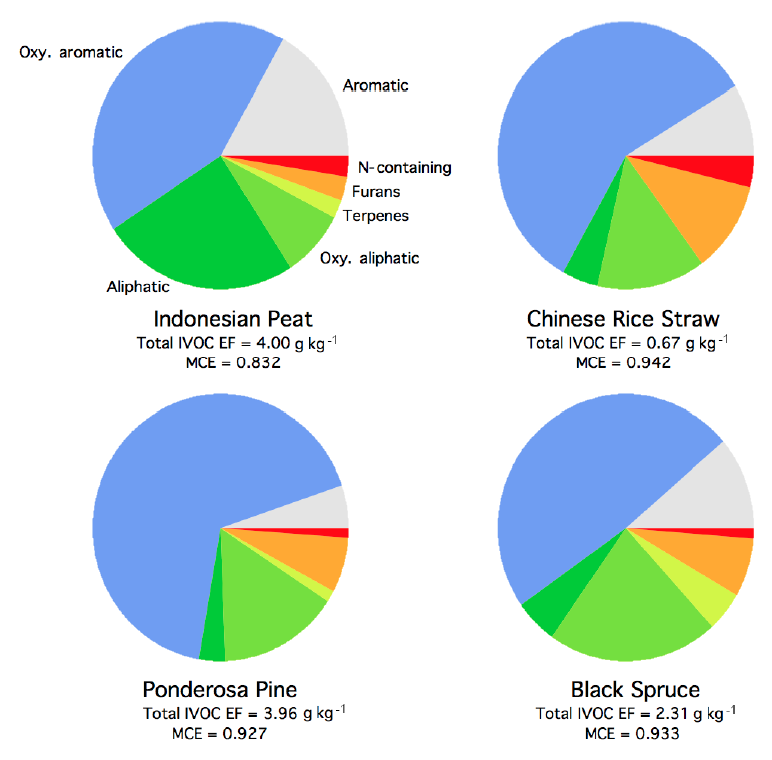 Oxy. aromatic
Aromatic
N-containing
Furans
Terpenes
Oxy. aliphatic
Aliphatic
Indonesian Peat
Total IVOC EF = 4.00 g kg⁻¹
MCE = 0.832
Chinese Rice Straw
Total IVOC EF = 0.67 g kg⁻¹
MCE = 0.942
Ponderosa Pine
Total IVOC EF = 3.96 g kg⁻¹
MCE = 0.927
Black Spruce
Total IVOC EF = 2.31 g kg⁻¹
MCE = 0.933